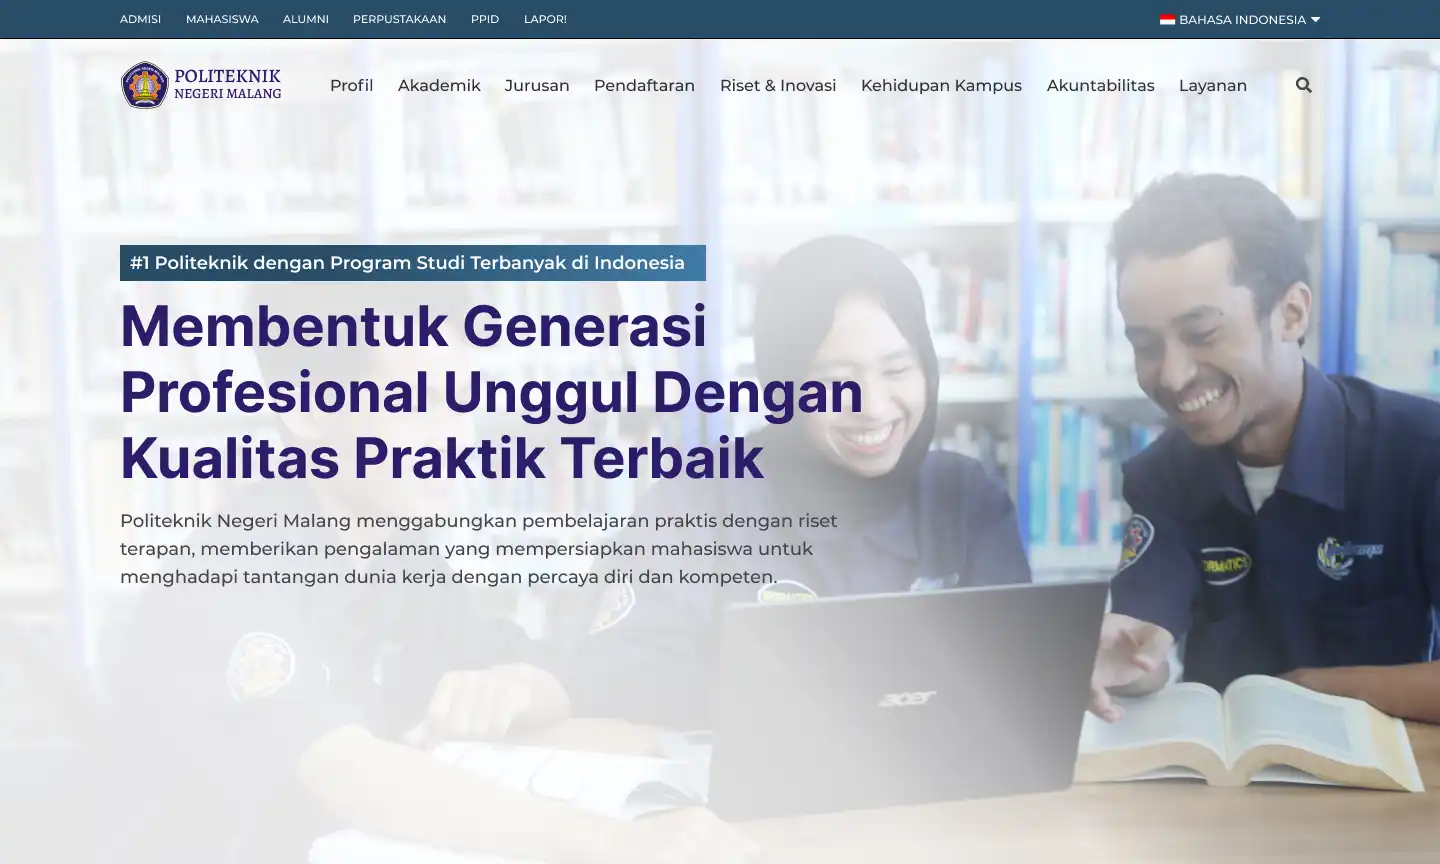 ADMISI MAHASISWA ALUMNI PERPUSTAKAAN PPID LAPOR!
BAHASA INDONESIA
POLITEKNIK
NEGERI MALANG
Profil Akademik Jurusan Pendaftaran Riset & Inovasi Kehidupan Kampus Akuntabilitas Layanan
#1 Politeknik dengan Program Studi Terbanyak di Indonesia
Membentuk Generasi
Profesional Unggul Dengan
Kualitas Praktik Terbaik
Politeknik Negeri Malang menggabungkan pembelajaran praktis dengan riset
terapan, memberikan pengalaman yang mempersiapkan mahasiswa untuk
menghadapi tantangan dunia kerja dengan percaya diri dan kompeten.
acer